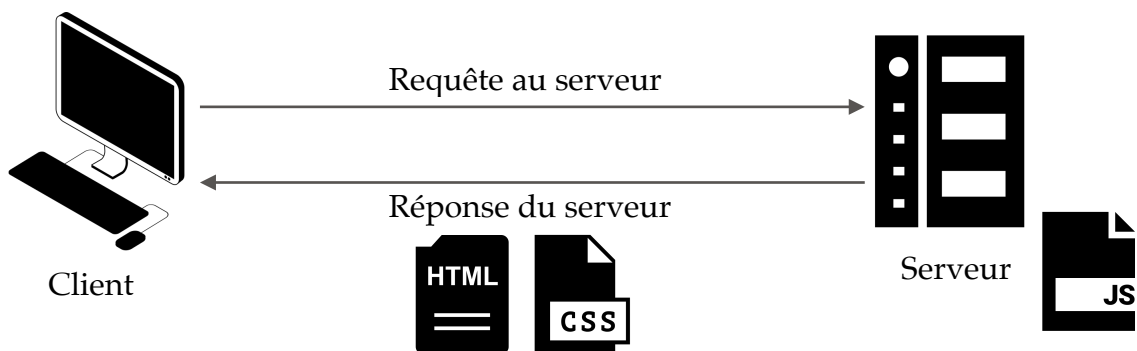 Requête au serveur
Réponse du serveur
Client
HTML
CSS
Serveur
JS